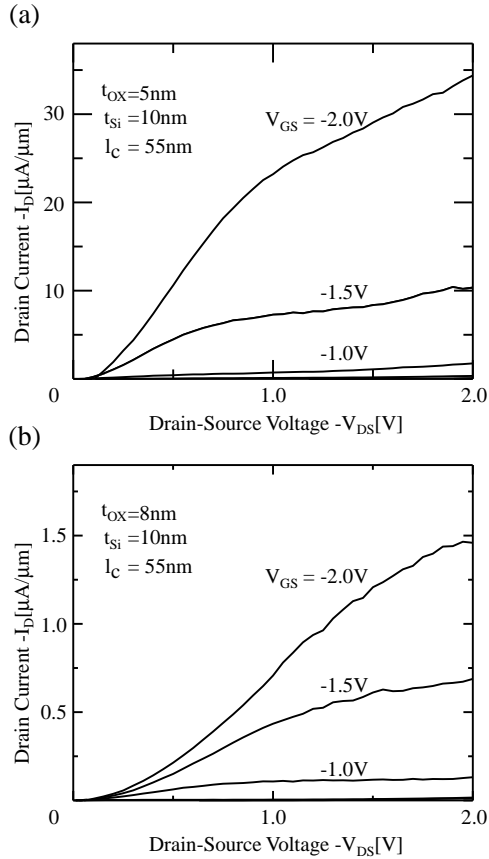 (a)
t_OX=5nm
t_Si=10nm
l_C = 55nm
V_GS = -2.0V
-1.5V
-1.0V
30
20
10
0
1.0
2.0
Drain Current -I_D[µA/µm]
Drain-Source Voltage -V_DS[V]
(b)
t_OX=8nm
t_Si=10nm
l_C = 55nm
V_GS = -2.0V
-1.5V
-1.0V
1.5
1.0
0.5
0
1.0
2.0
Drain Current -I_D[µA/µm]
Drain-Source Voltage -V_DS[V]